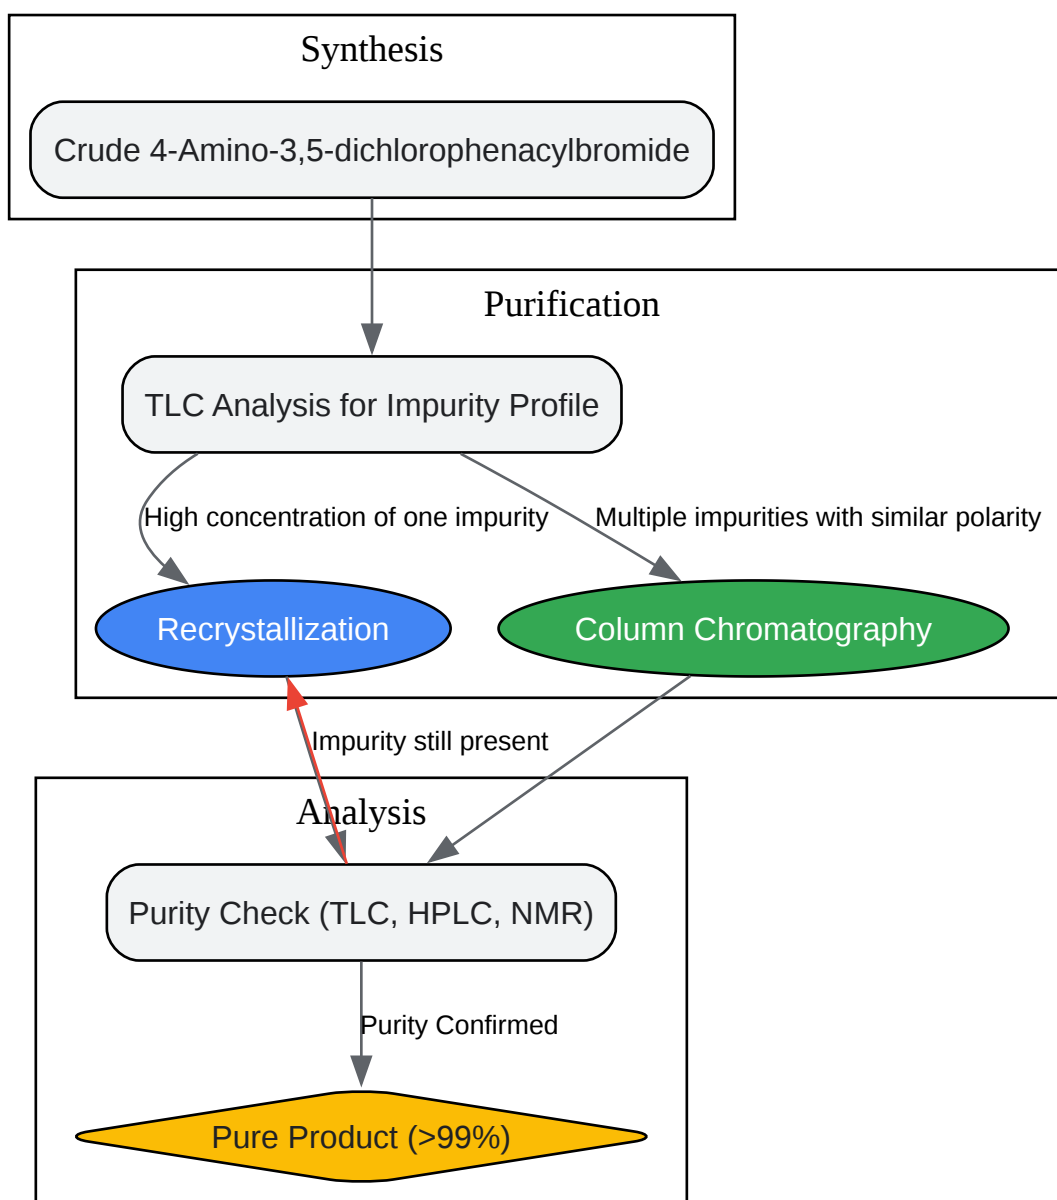 Synthesis
Crude 4-Amino-3,5-dichlorophenacylbromide
Purification
TLC Analysis for Impurity Profile
High concentration of one impurity
Multiple impurities with similar polarity
Recrystallization
Column Chromatography
Impurity still present
Analysis
Purity Check (TLC, HPLC, NMR)
Purity Confirmed
Pure Product (>99%)